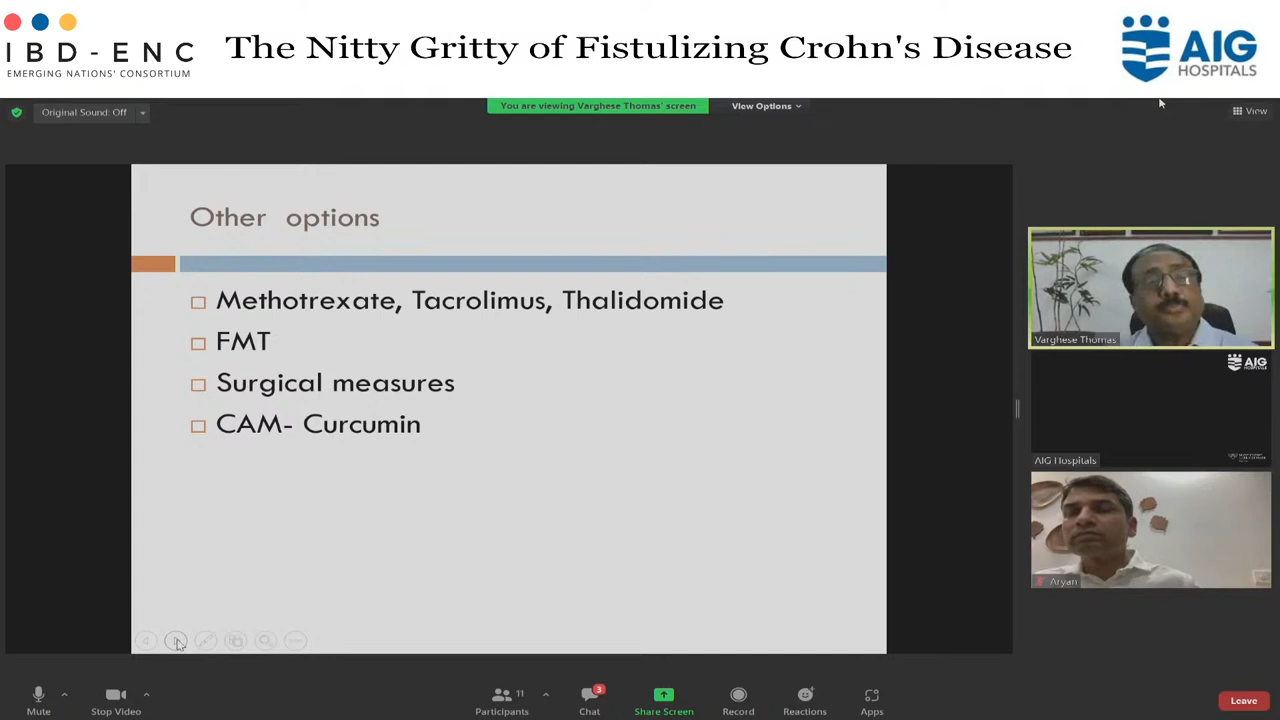 IBD-ENC
EMERGING NATIONS' CONSORTIUM
The Nitty Gritty of Fistulizing Crohn's Disease
AIG
HOSPITALS
Original Sound: Off
You are viewing Varghese Thomas' screen
View Options
View
Other options
Methotrexate, Tacrolimus, Thalidomide
FMT
Surgical measures
CAM- Curcumin
Varghese Thomas
AIG
HOSPITALS
AIG Hospitals
Aryan
Mute
Stop Video
Participants
11
Chat
3
Share Screen
Record
Reactions
Apps
Leave